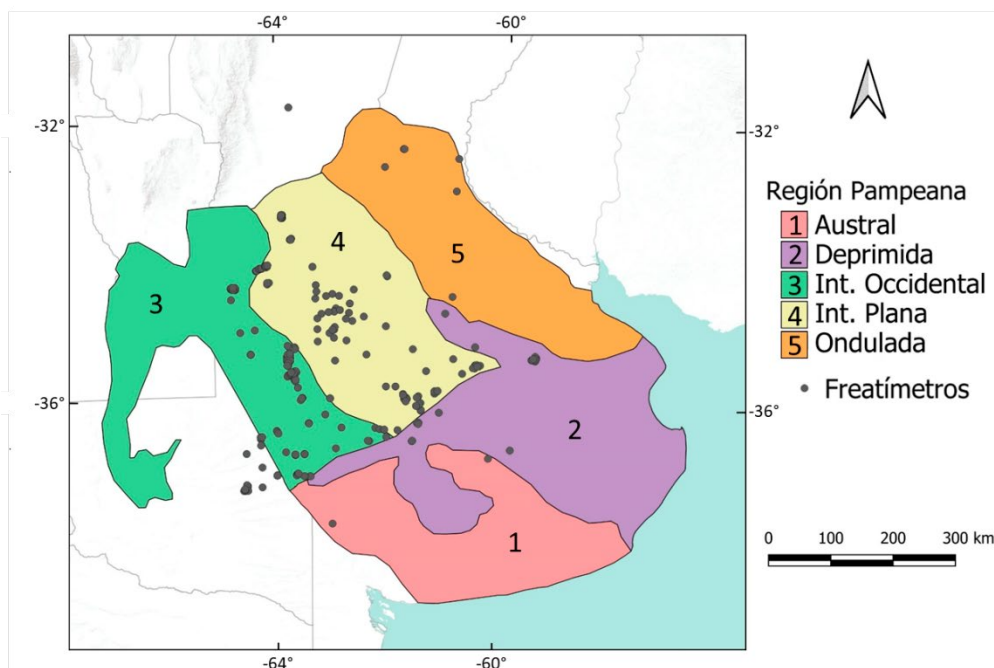 -64°
-60°
-32°
-32°
5
4
3
-36°
-36°
2
1
-64°
-60°
Región Pampeana
1 Austral
2 Deprimida
3 Int. Occidental
4 Int. Plana
5 Ondulada
Freatímetros
0 100 200 300 km